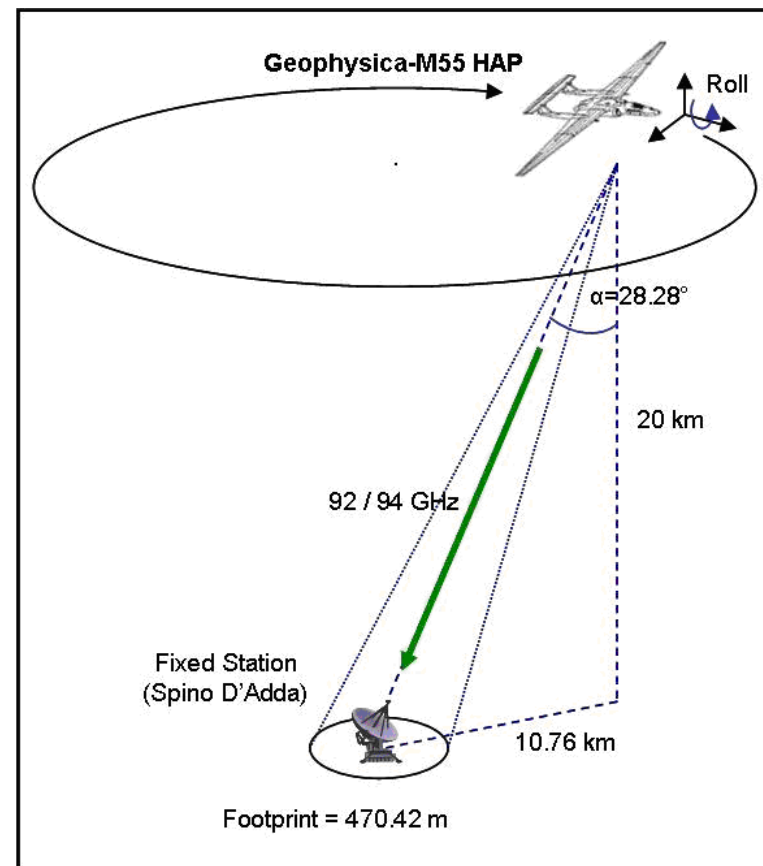 Geophysica-M55 HAP
Roll
α=28.28°
20 km
92 / 94 GHz
Fixed Station
(Spino D'Adda)
10.76 km
Footprint = 470.42 m